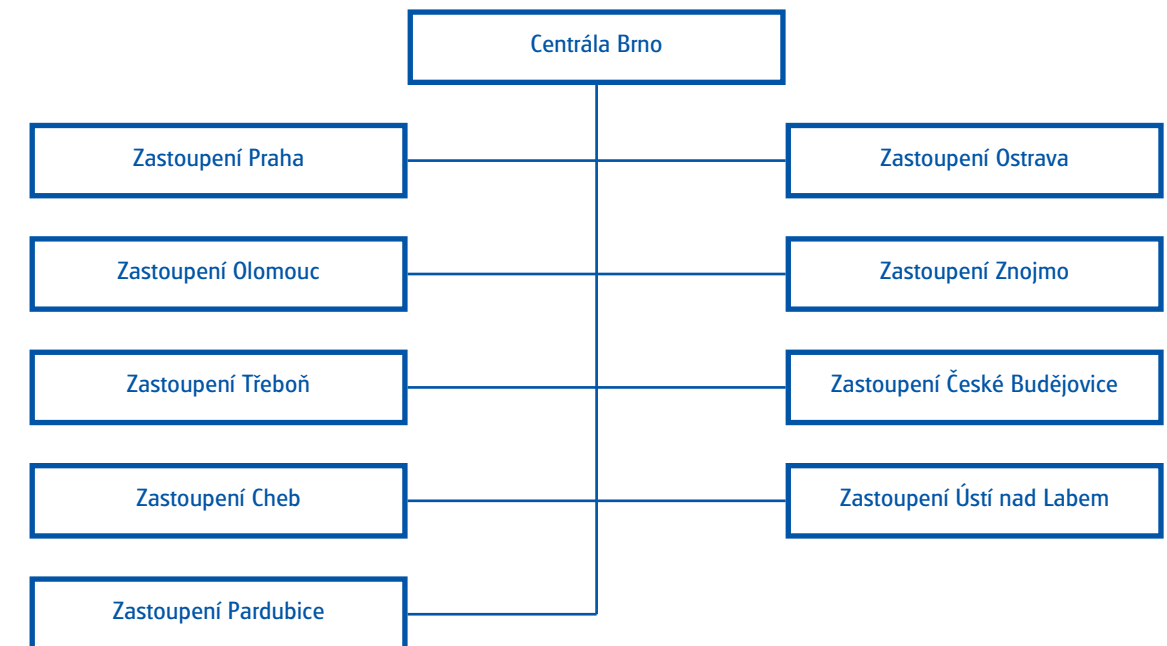 Centrála Brno
Zastoupení Praha
Zastoupení Ostrava
Zastoupení Olomouc
Zastoupení Znojmo
Zastoupení Třeboň
Zastoupení České Budějovice
Zastoupení Cheb
Zastoupení Ústí nad Labem
Zastoupení Pardubice